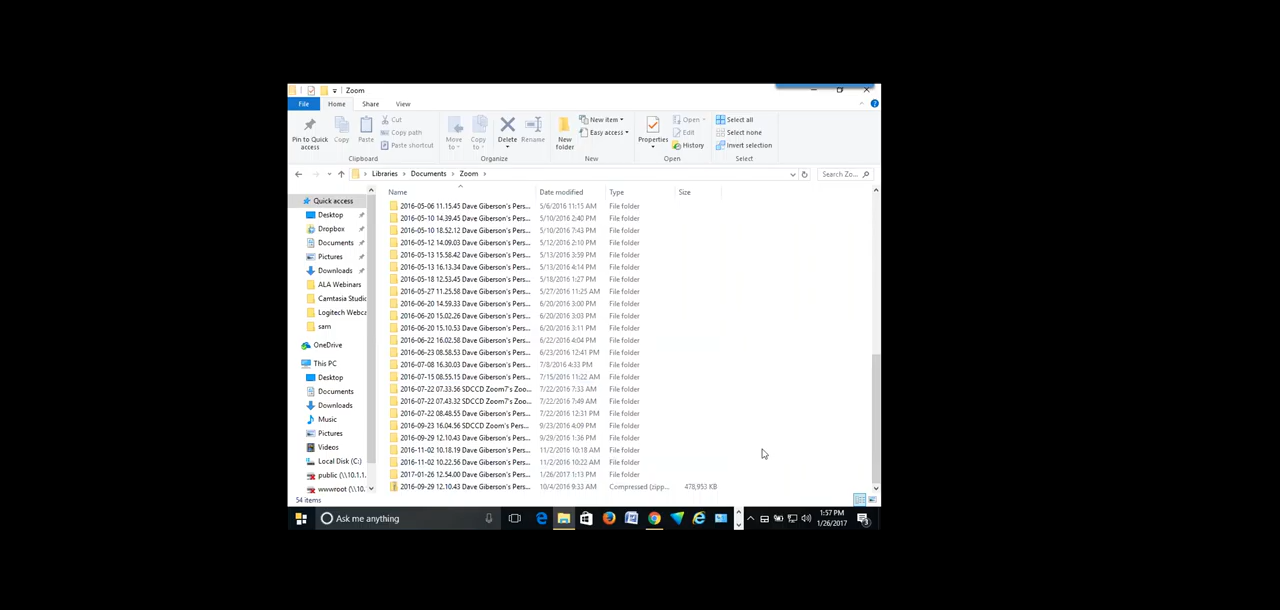 Zoom
File Home Share View
Pin to Quick access
Copy
Paste
Cut
Copy path
Paste shortcut
Clipboard
Move to
Copy to
Delete
Rename
Organize
New folder
New item
Easy access
New
Properties
Open
Edit
History
Open
Select all
Select none
Invert selection
Select
Libraries > Documents > Zoom >
Search Zo...
Name Date modified Type Size
Quick access
Desktop
Dropbox
Documents
Pictures
Downloads
ALA Webinars
Camtasia Studio
Logitech Webca
sam
OneDrive
This PC
Desktop
Documents
Downloads
Music
Pictures
Videos
Local Disk (C:)
public (\\10.1.1.
wwwroot (\\10.
2016-05-06 11.15.45 Dave Giberson's Pers... 5/6/2016 11:15 AM File folder
2016-05-10 14.39.45 Dave Giberson's Pers... 5/10/2016 2:40 PM File folder
2016-05-10 18.52.12 Dave Giberson's Pers... 5/10/2016 7:43 PM File folder
2016-05-12 14.09.03 Dave Giberson's Pers... 5/12/2016 2:10 PM File folder
2016-05-13 15.58.42 Dave Giberson's Pers... 5/13/2016 3:59 PM File folder
2016-05-13 16.13.34 Dave Giberson's Pers... 5/13/2016 4:14 PM File folder
2016-05-18 12.53.45 Dave Giberson's Pers... 5/18/2016 1:27 PM File folder
2016-05-27 11.25.58 Dave Giberson's Pers... 5/27/2016 11:25 AM File folder
2016-06-20 14.59.33 Dave Giberson's Pers... 6/20/2016 3:00 PM File folder
2016-06-20 15.02.26 Dave Giberson's Pers... 6/20/2016 3:03 PM File folder
2016-06-20 15.10.53 Dave Giberson's Pers... 6/20/2016 3:11 PM File folder
2016-06-22 16.02.58 Dave Giberson's Pers... 6/22/2016 4:04 PM File folder
2016-06-23 08.58.53 Dave Giberson's Pers... 6/23/2016 12:41 PM File folder
2016-07-08 16.30.03 Dave Giberson's Pers... 7/8/2016 4:33 PM File folder
2016-07-15 08.55.15 Dave Giberson's Pers... 7/15/2016 11:22 AM File folder
2016-07-22 07.33.56 SDCCD Zoom7's Zoo... 7/22/2016 7:33 AM File folder
2016-07-22 07.43.32 SDCCD Zoom7's Zoo... 7/22/2016 7:49 AM File folder
2016-07-22 08.48.55 Dave Giberson's Pers... 7/22/2016 12:31 PM File folder
2016-09-23 16.04.56 SDCCD Zoom's Pers... 9/23/2016 4:09 PM File folder
2016-09-29 12.10.43 Dave Giberson's Pers... 9/29/2016 1:36 PM File folder
2016-11-02 10.18.19 Dave Giberson's Pers... 11/2/2016 10:18 AM File folder
2016-11-02 10.22.56 Dave Giberson's Pers... 11/2/2016 10:22 AM File folder
2017-01-26 12.54.00 Dave Giberson's Pers... 1/26/2017 1:13 PM File folder
2016-09-29 12.10.43 Dave Giberson's Pers... 10/4/2016 9:33 AM Compressed (zipp... 478,953 KB
54 items
Ask me anything
1:57 PM
1/26/2017